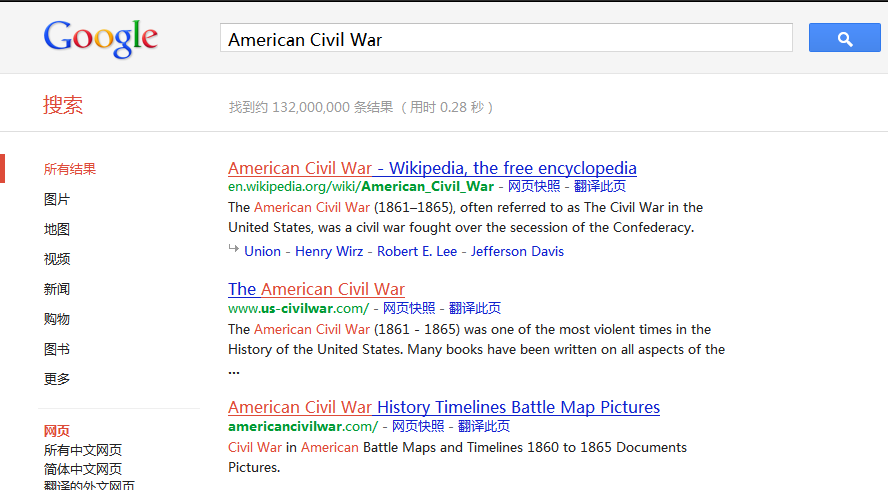 Google
American Civil War
搜索
找到约 132,000,000 条结果 （用时 0.28 秒）
所有结果
图片
地图
视频
新闻
购物
图书
更多
网页
所有中文网页
简体中文网页
翻译的外文网页
American Civil War - Wikipedia, the free encyclopedia
en.wikipedia.org/wiki/American_Civil_War - 网页快照 - 翻译此页
The American Civil War (1861–1865), often referred to as The Civil War in the
United States, was a civil war fought over the secession of the Confederacy.
Union - Henry Wirz - Robert E. Lee - Jefferson Davis
The American Civil War
www.us-civilwar.com/ - 网页快照 - 翻译此页
The American Civil War (1861 - 1865) was one of the most violent times in the
History of the United States. Many books have been written on all aspects of the
...
American Civil War History Timelines Battle Map Pictures
americancivilwar.com/ - 网页快照 - 翻译此页
Civil War in American Battle Maps and Timelines 1860 to 1865 Documents
Pictures.